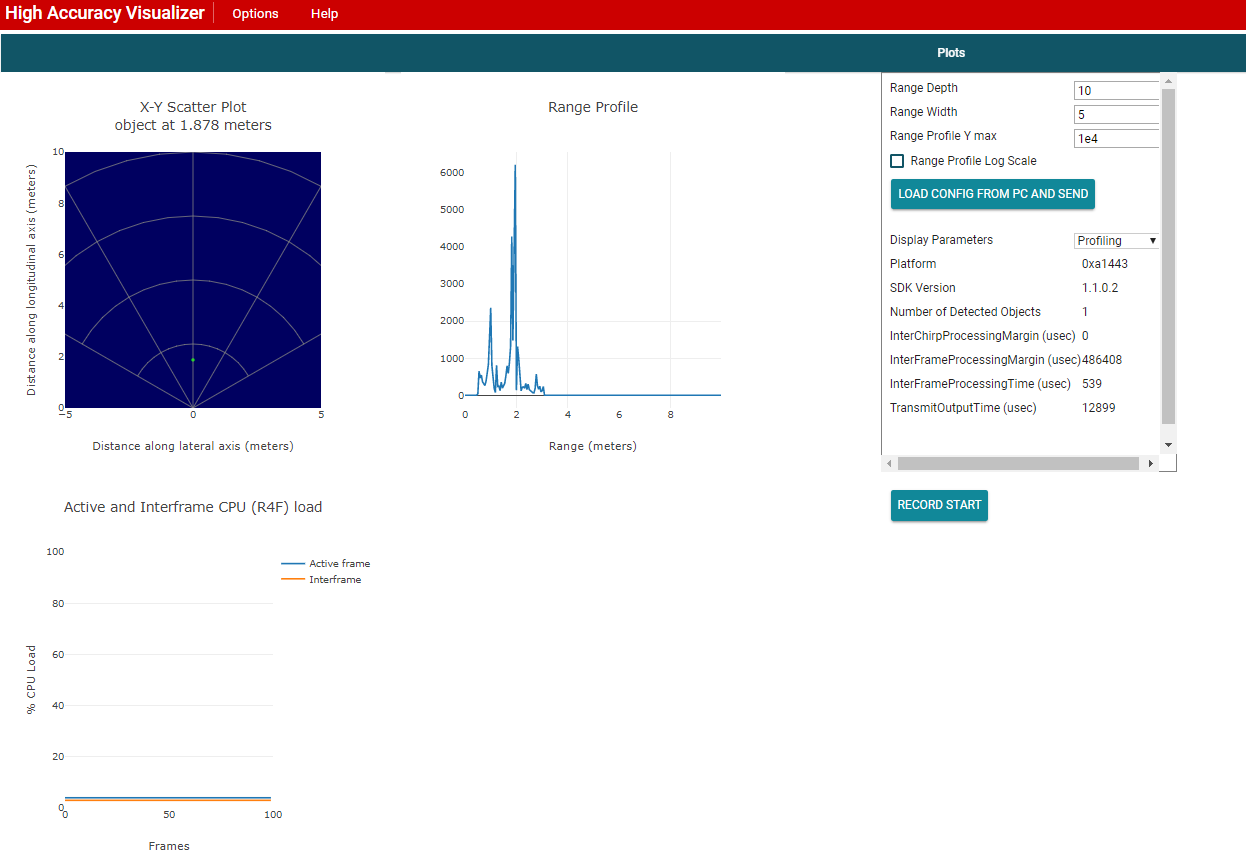 High Accuracy Visualizer Options Help
Plots
X-Y Scatter Plot
object at 1.878 meters
10
8
6
4
2
0
−5 0 5
Distance along longitudinal axis (meters)
Distance along lateral axis (meters)
Range Profile
6000
5000
4000
3000
2000
1000
0
0 2 4 6 8
Range (meters)
Range Depth 10
Range Width 5
Range Profile Y max 1e4
Range Profile Log Scale
LOAD CONFIG FROM PC AND SEND
Display Parameters Profiling
Platform 0xa1443
SDK Version 1.1.0.2
Number of Detected Objects 1
InterChirpProcessingMargin (usec) 0
InterFrameProcessingMargin (usec) 486408
InterFrameProcessingTime (usec) 539
TransmitOutputTime (usec) 12899
RECORD START
Active and Interframe CPU (R4F) load
100
80
60
40
20
0
0 50 100
% CPU Load
Frames
Active frame
Interframe